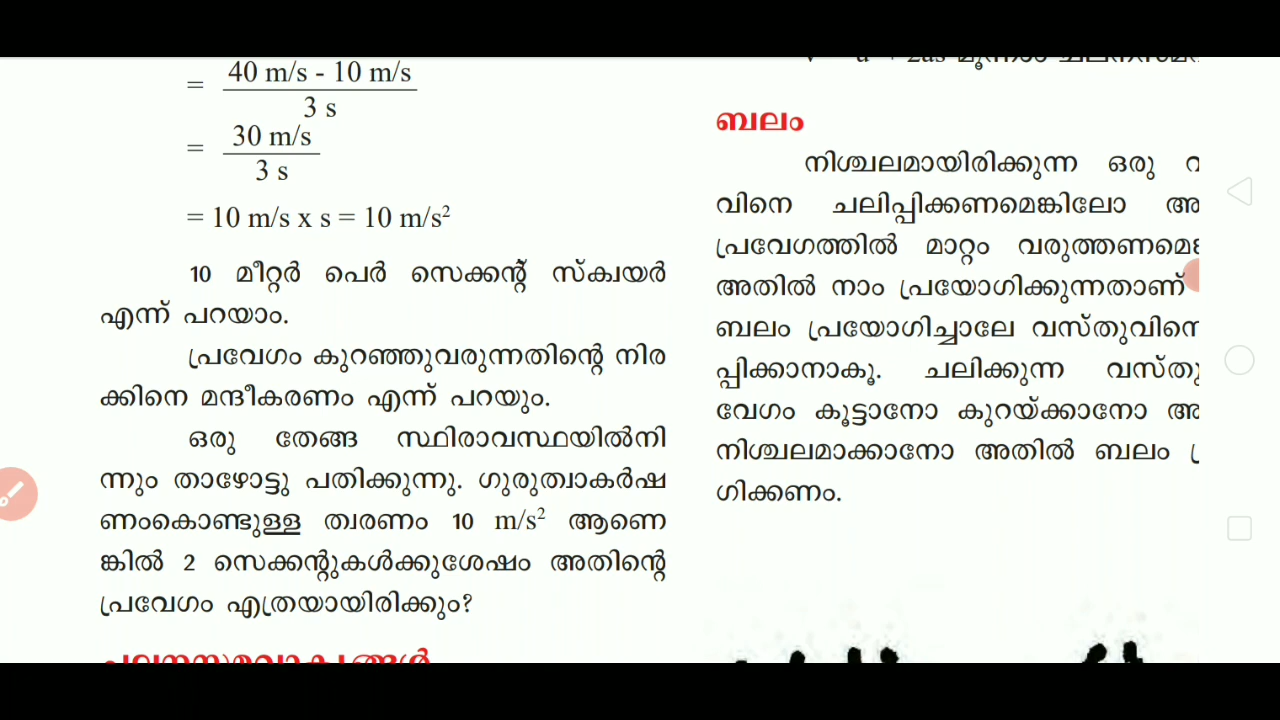 = 40 m/s - 10 m/s
3 s
= 30 m/s
3 s
= 10 m/s x s = 10 m/s²
10 മീറ്റർ പെർ സെക്കന്റ് സ്ക്വയർ
എന്ന് പറയാം.
പ്രവേഗം കുറഞ്ഞുവരുന്നതിന്റെ നിര
ക്കിനെ മന്ദീകരണം എന്ന് പറയും.
ഒരു തേങ്ങ സ്ഥിരാവസ്ഥയിൽനി
ന്നും താഴോട്ടു പതിക്കുന്നു. ഗുരുത്വാകർഷ
ണംകൊണ്ടുള്ള ത്വരണം 10 m/s² ആണെ
ങ്കിൽ 2 സെക്കന്റുകൾക്കുശേഷം അതിന്റെ
പ്രവേഗം എത്രയായിരിക്കും?
ബലം
നിശ്ചലമായിരിക്കുന്ന ഒരു
വിനെ ചലിപ്പിക്കണമെങ്കിലോ
പ്രവേഗത്തിൽ മാറ്റം
അതിൽ നാം പ്രയോഗിക്കുന്നതാണ്
ബലം പ്രയോഗിച്ചാലേ വസ്തുവിനെ
പ്പിക്കാനാകൂ. ചലിക്കുന്ന
വേഗം കൂട്ടാനോ കുറയ്ക്കാനോ
നിശ്ചലമാക്കാനോ അതിൽ ബലം
ഗിക്കണം.